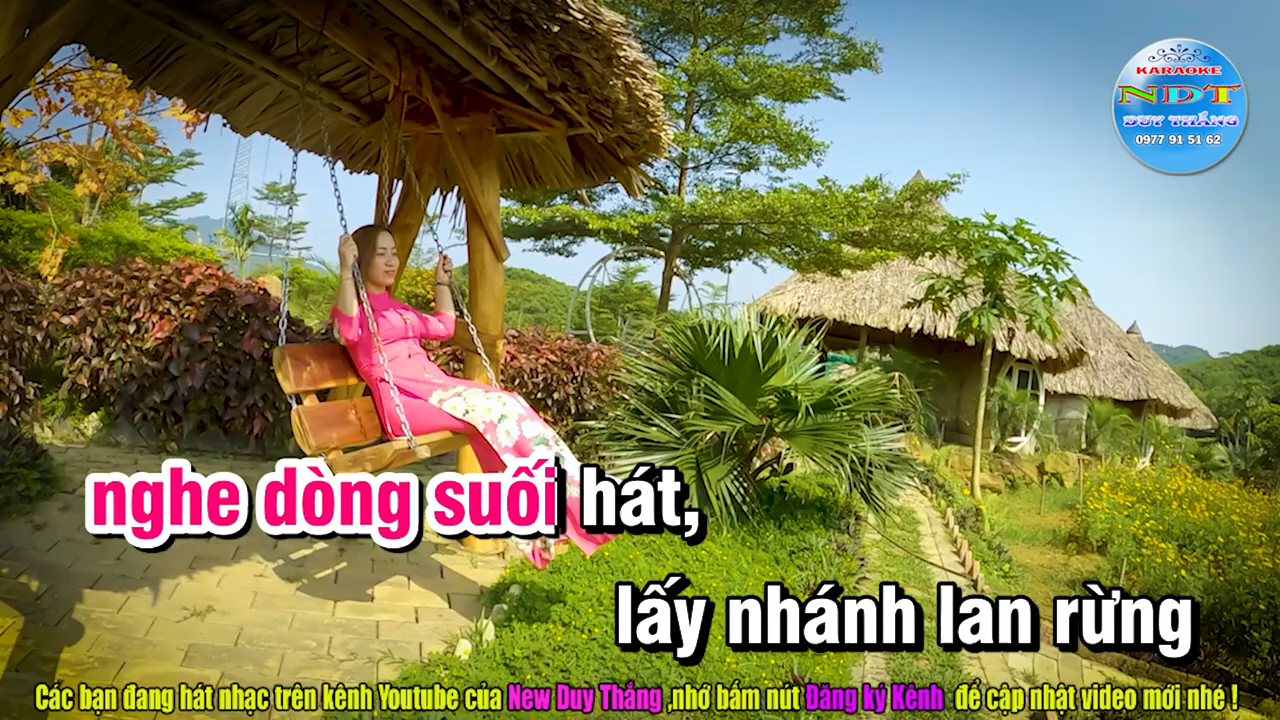 KARAOKE
NDT
DUY THẮNG
0977 91 51 62
nghe dòng suối hát,
lấy nhánh lan rừng
Các bạn đang hát nhạc trên kênh Youtube của New Duy Thắng ,nhớ bấm nút Đăng ký Kênh để cập nhật video mới nhé !